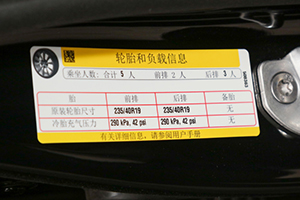 轮胎和负载信息
乘坐人数：合计 5 人 前排 2 人 后排 3 人
胎 前排 后排 备胎
原装轮胎尺寸 235/40R19 235/40R19 无
冷胎充气压力 290 kPa, 42 psi 290 kPa, 42 psi 无
有关详细信息，请参阅用户手册